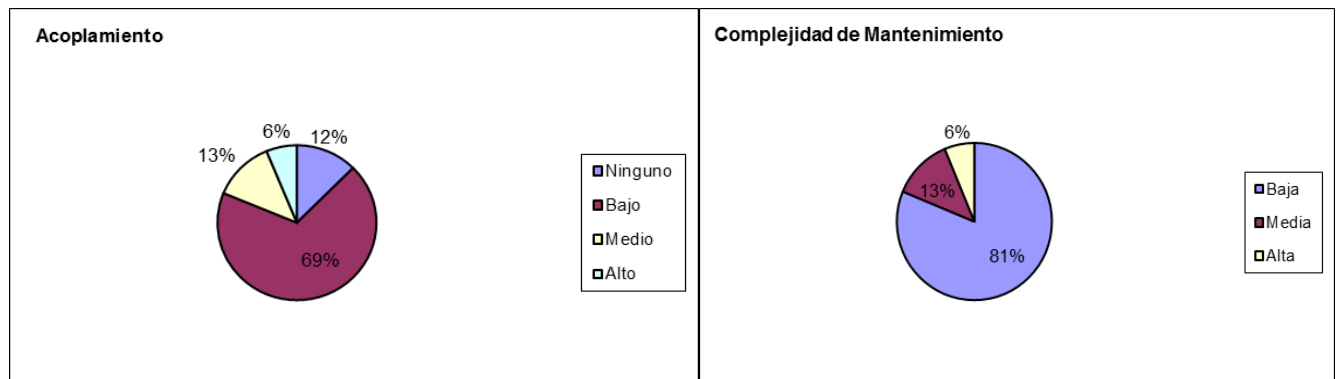 Acoplamiento
6%
12%
13%
69%
Ninguno
Bajo
Medio
Alto
Complejidad de Mantenimiento
6%
13%
81%
Baja
Media
Alta